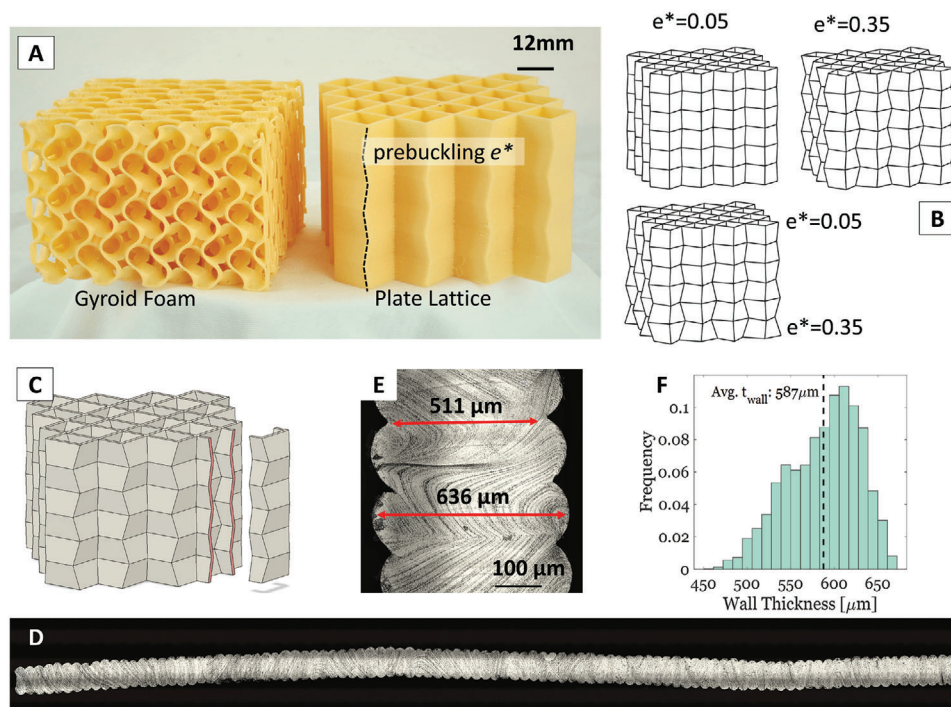 A
12mm
prebuckling e*
Gyroid Foam
Plate Lattice
e*=0.05
e*=0.35
e*=0.05
B
e*=0.35
C
E
511 µm
636 µm
100 µm
F
Avg. t_wall: 587µm
Frequency
0.1
0.08
0.06
0.04
0.02
0
450
500
550
600
650
Wall Thickness [µm]
D